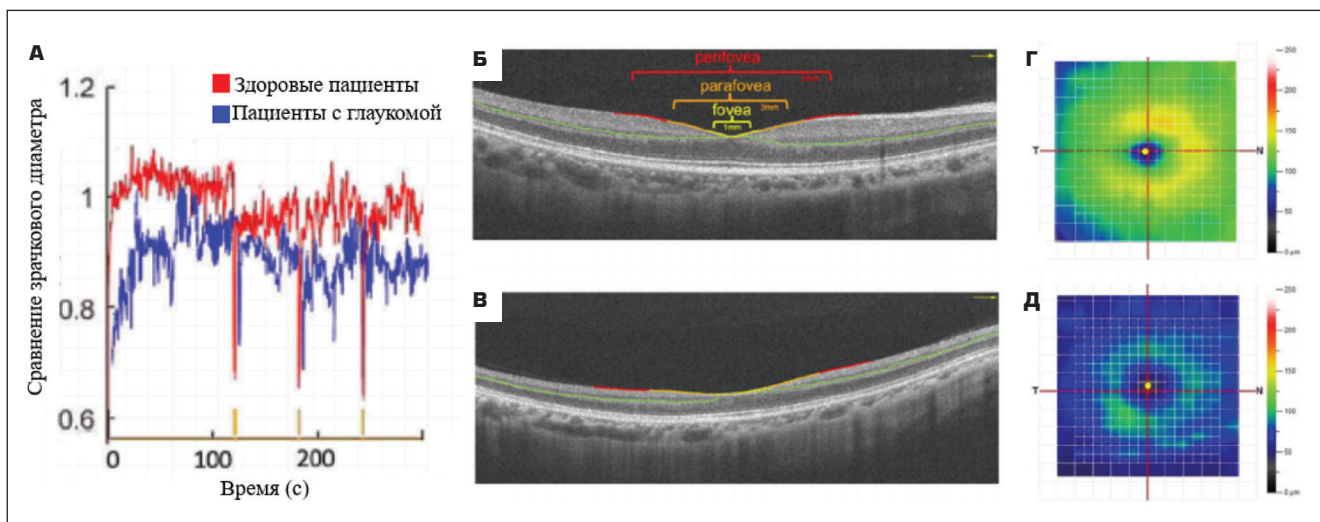 А
1.2
1
0.8
0.6
0
100
200
Здоровые пациенты
Пациенты с глаукомой
Сравнение зрачкового диаметра
Время (с)
Б
perifovea
parafovea
3mm
fovea
1mm
В
Г
T
N
250
200
150
100
50
0 µm
Д
T
N
250
200
150
100
50
0 µm